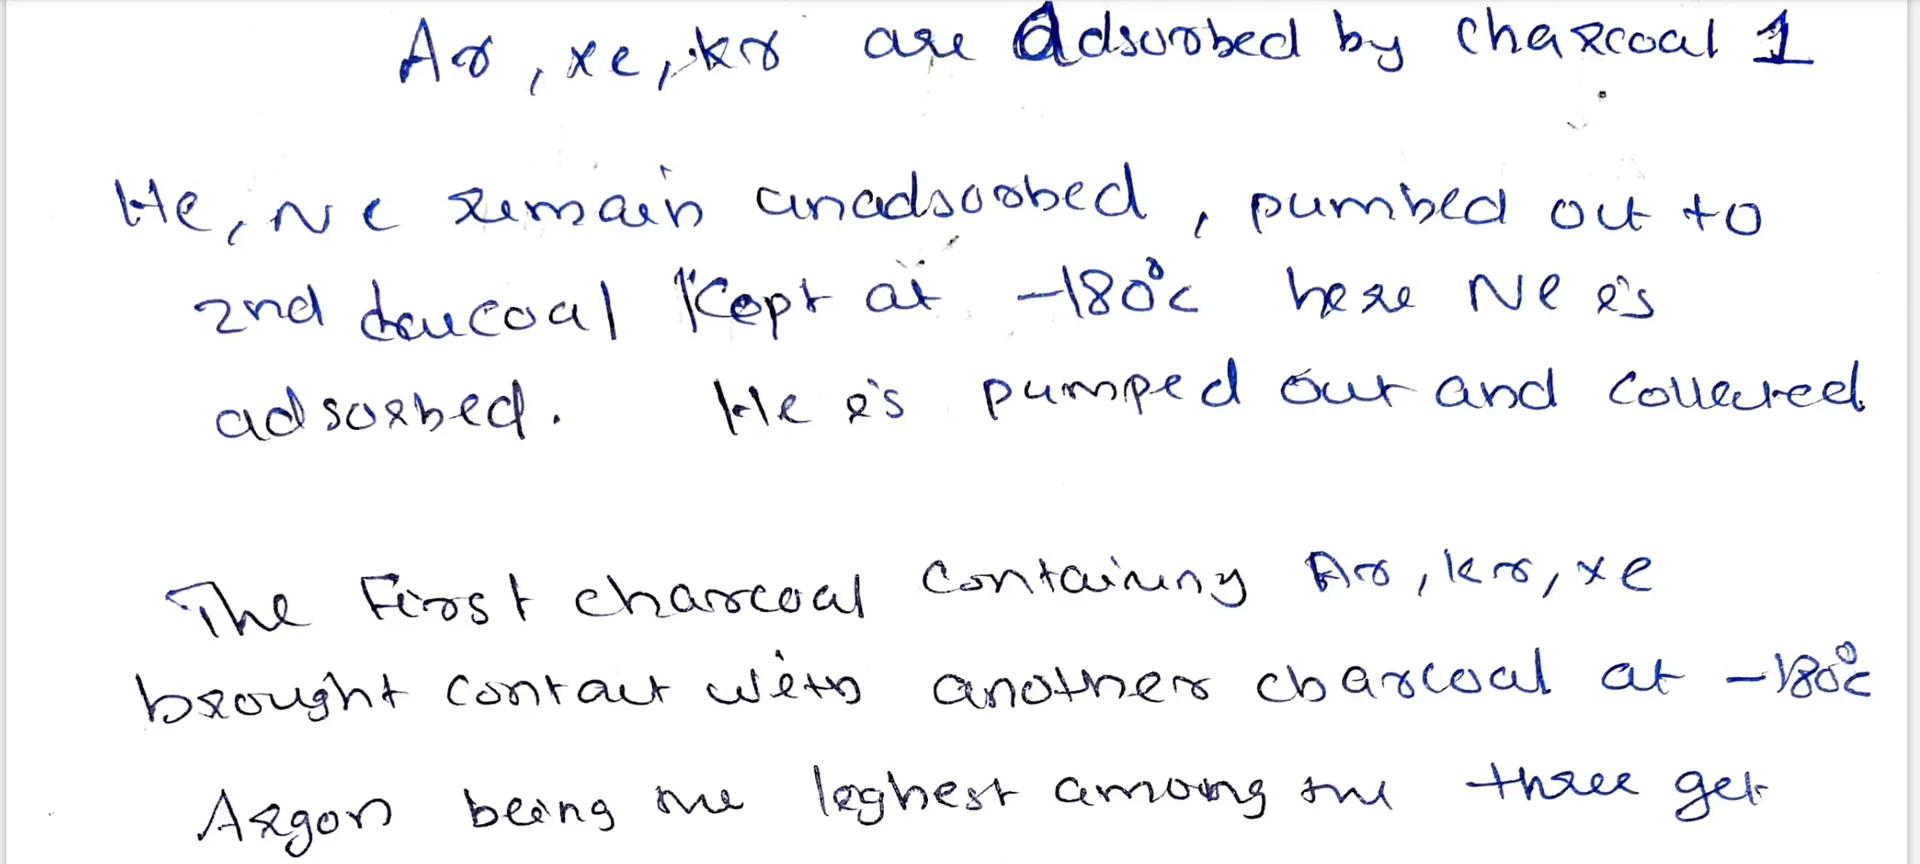 Ar, xe, kr are Adsorbed by charcoal 1
He, Ne remain unadsorbed, pumbed out to
2nd charcoal Kept at -180°c here Ne is
adsorbed. He is pumped out and collected
The First charcoal containing Ar, kr, xe
brought contact with another charcoal at -180°c
Argon being the lighest among the three get